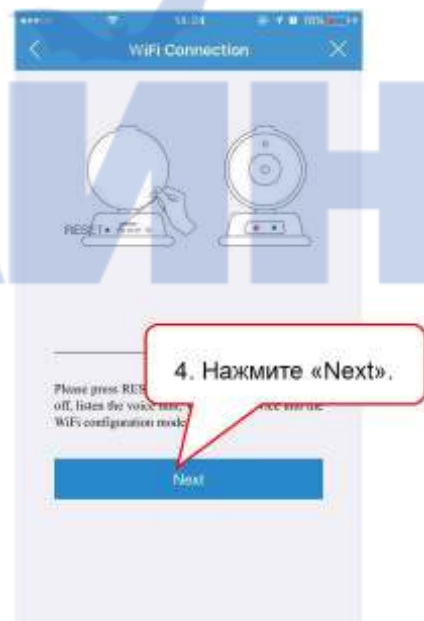 14:24
WiFi Connection
RESET
4. Нажмите «Next».
Please press RES
off, listen the voice
WiFi configuration mode
Next